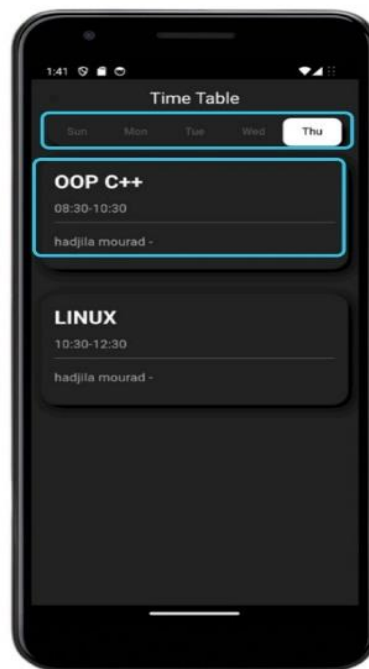 1:41
Time Table
Sun Mon Tue Wed Thu
OOP C++
08:30-10:30
hadjila mourad -
LINUX
10:30-12:30
hadjila mourad -